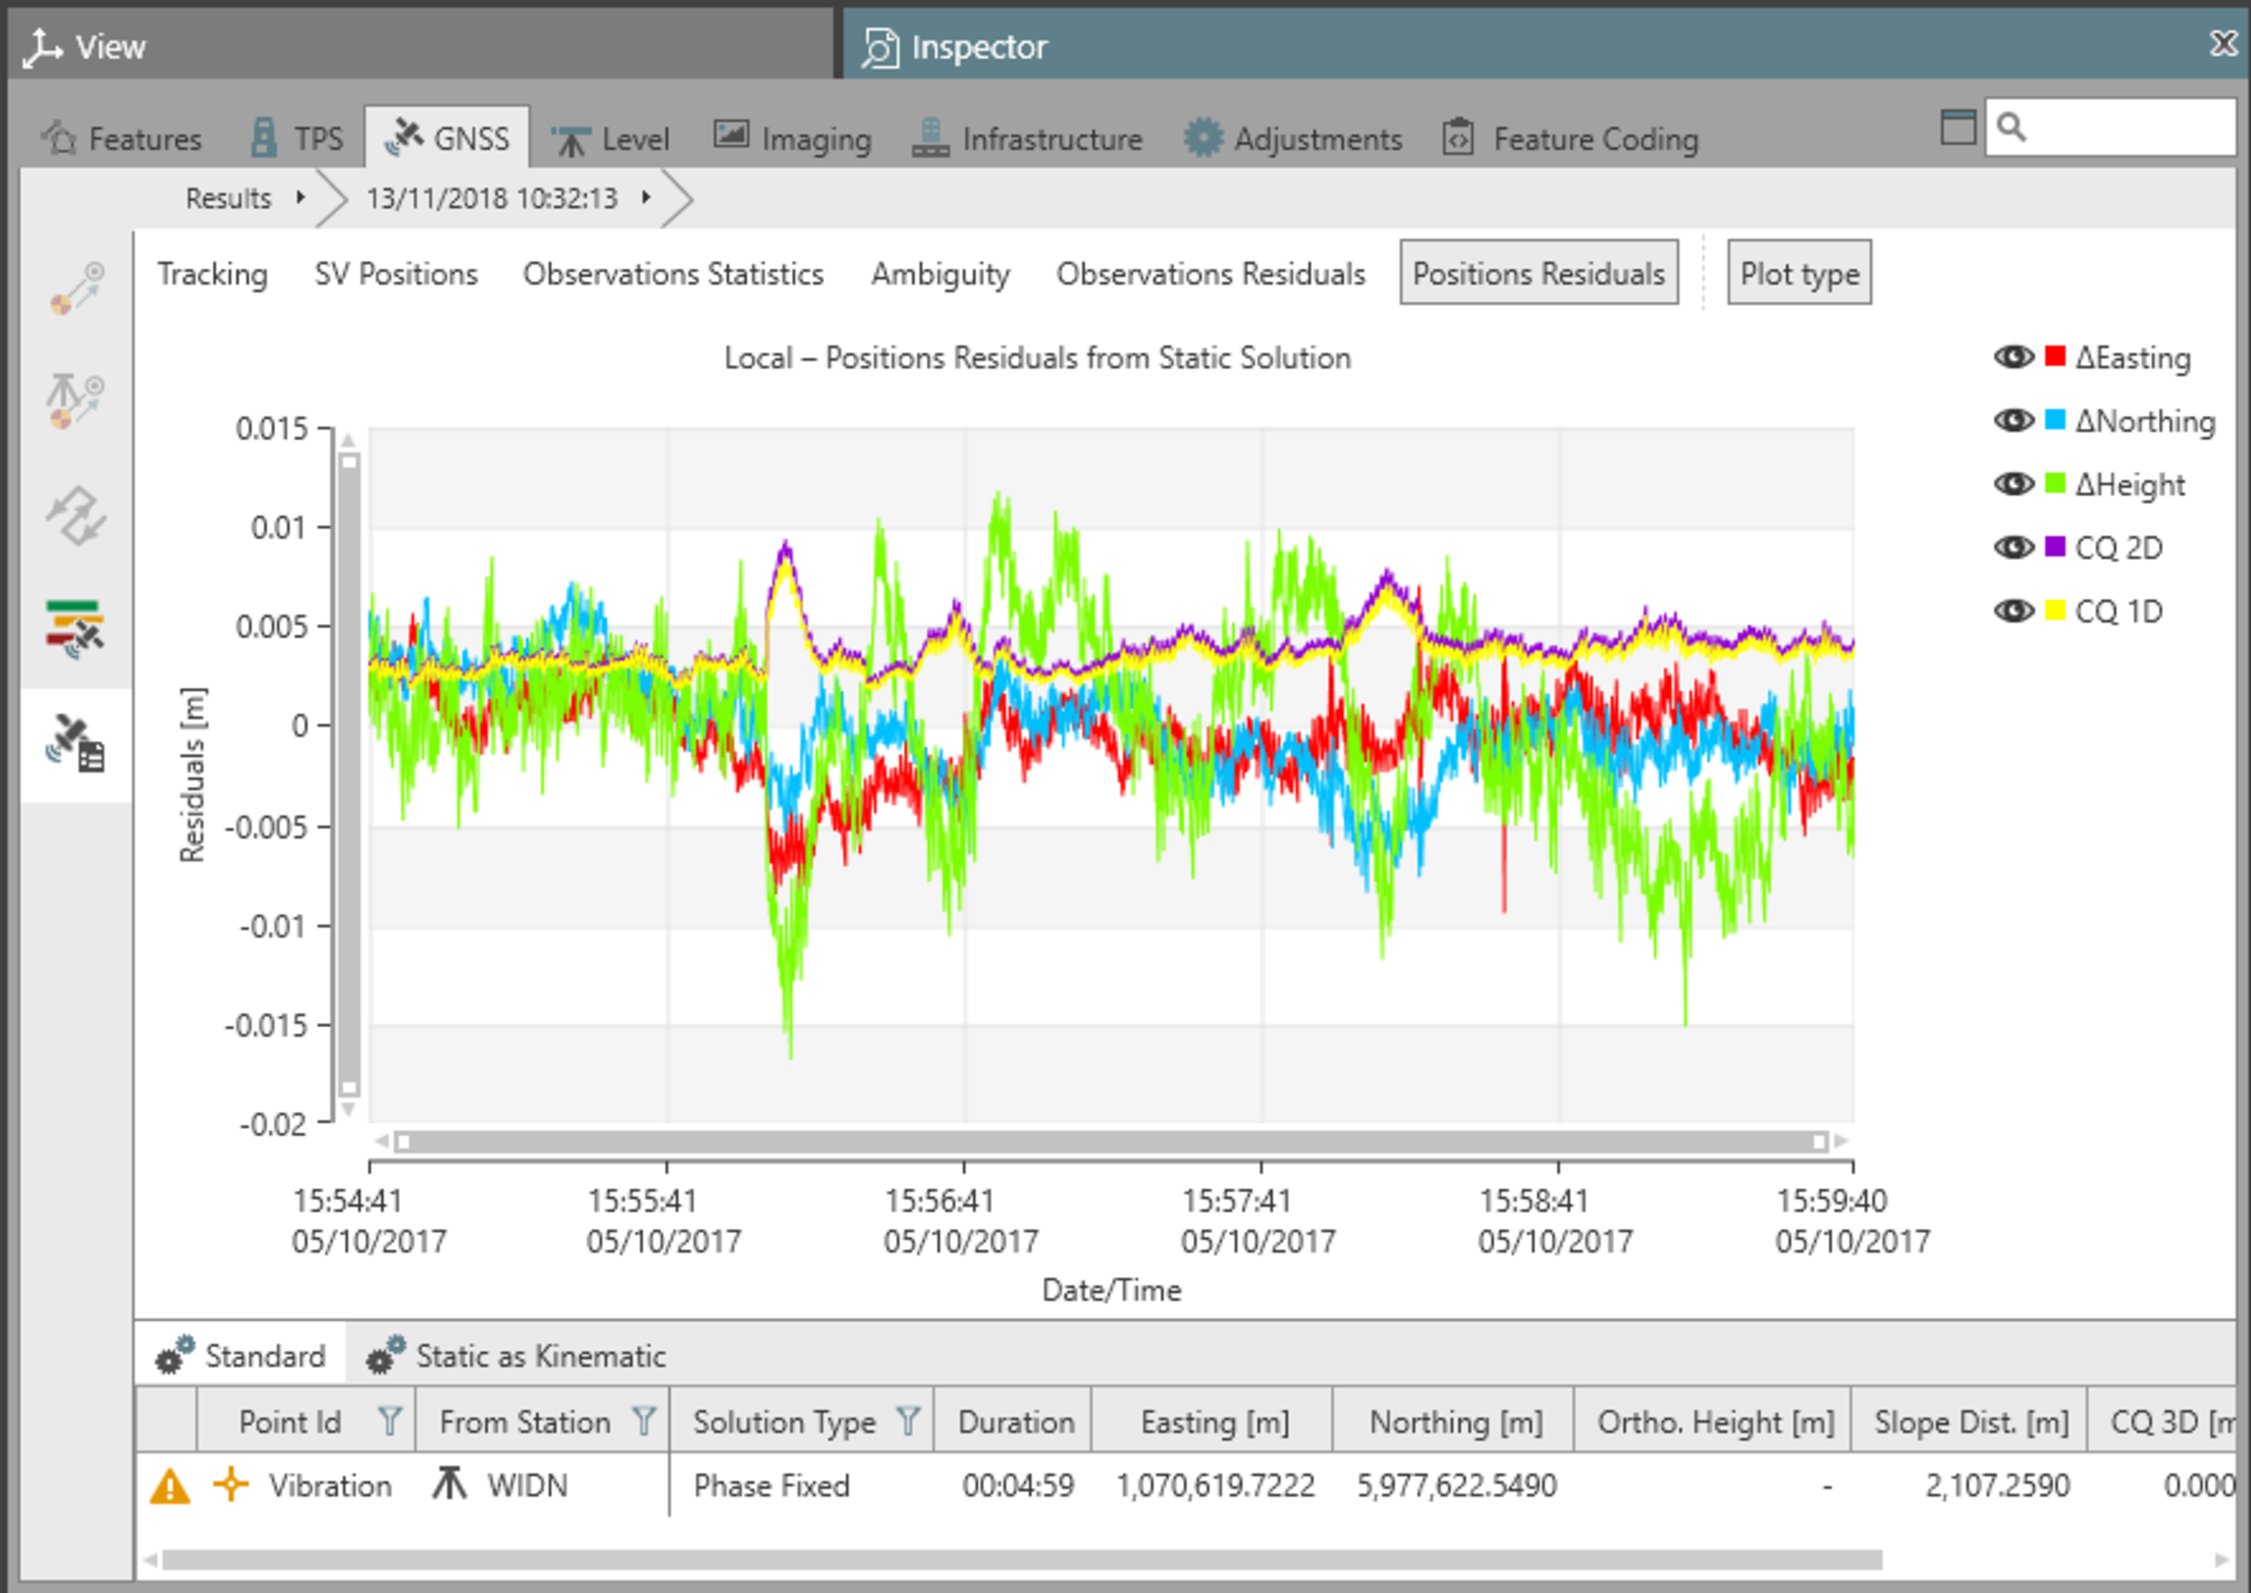 View
Inspector
Features TPS GNSS Level Imaging Infrastructure Adjustments Feature Coding
Results 13/11/2018 10:32:13
Tracking SV Positions Observations Statistics Ambiguity Observations Residuals Positions Residuals Plot type
Local – Positions Residuals from Static Solution
ΔEasting
ΔNorthing
ΔHeight
CQ 2D
CQ 1D
Residuals [m]
0.015
0.01
0.005
0
-0.005
-0.01
-0.015
-0.02
15:54:41 15:55:41 15:56:41 15:57:41 15:58:41 15:59:40
05/10/2017 05/10/2017 05/10/2017 05/10/2017 05/10/2017 05/10/2017
Date/Time
Standard Static as Kinematic
Point Id From Station Solution Type Duration Easting [m] Northing [m] Ortho. Height [m] Slope Dist. [m] CQ 3D [m
Vibration WIDN Phase Fixed 00:04:59 1,070,619.7222 5,977,622.5490 - 2,107.2590 0.000